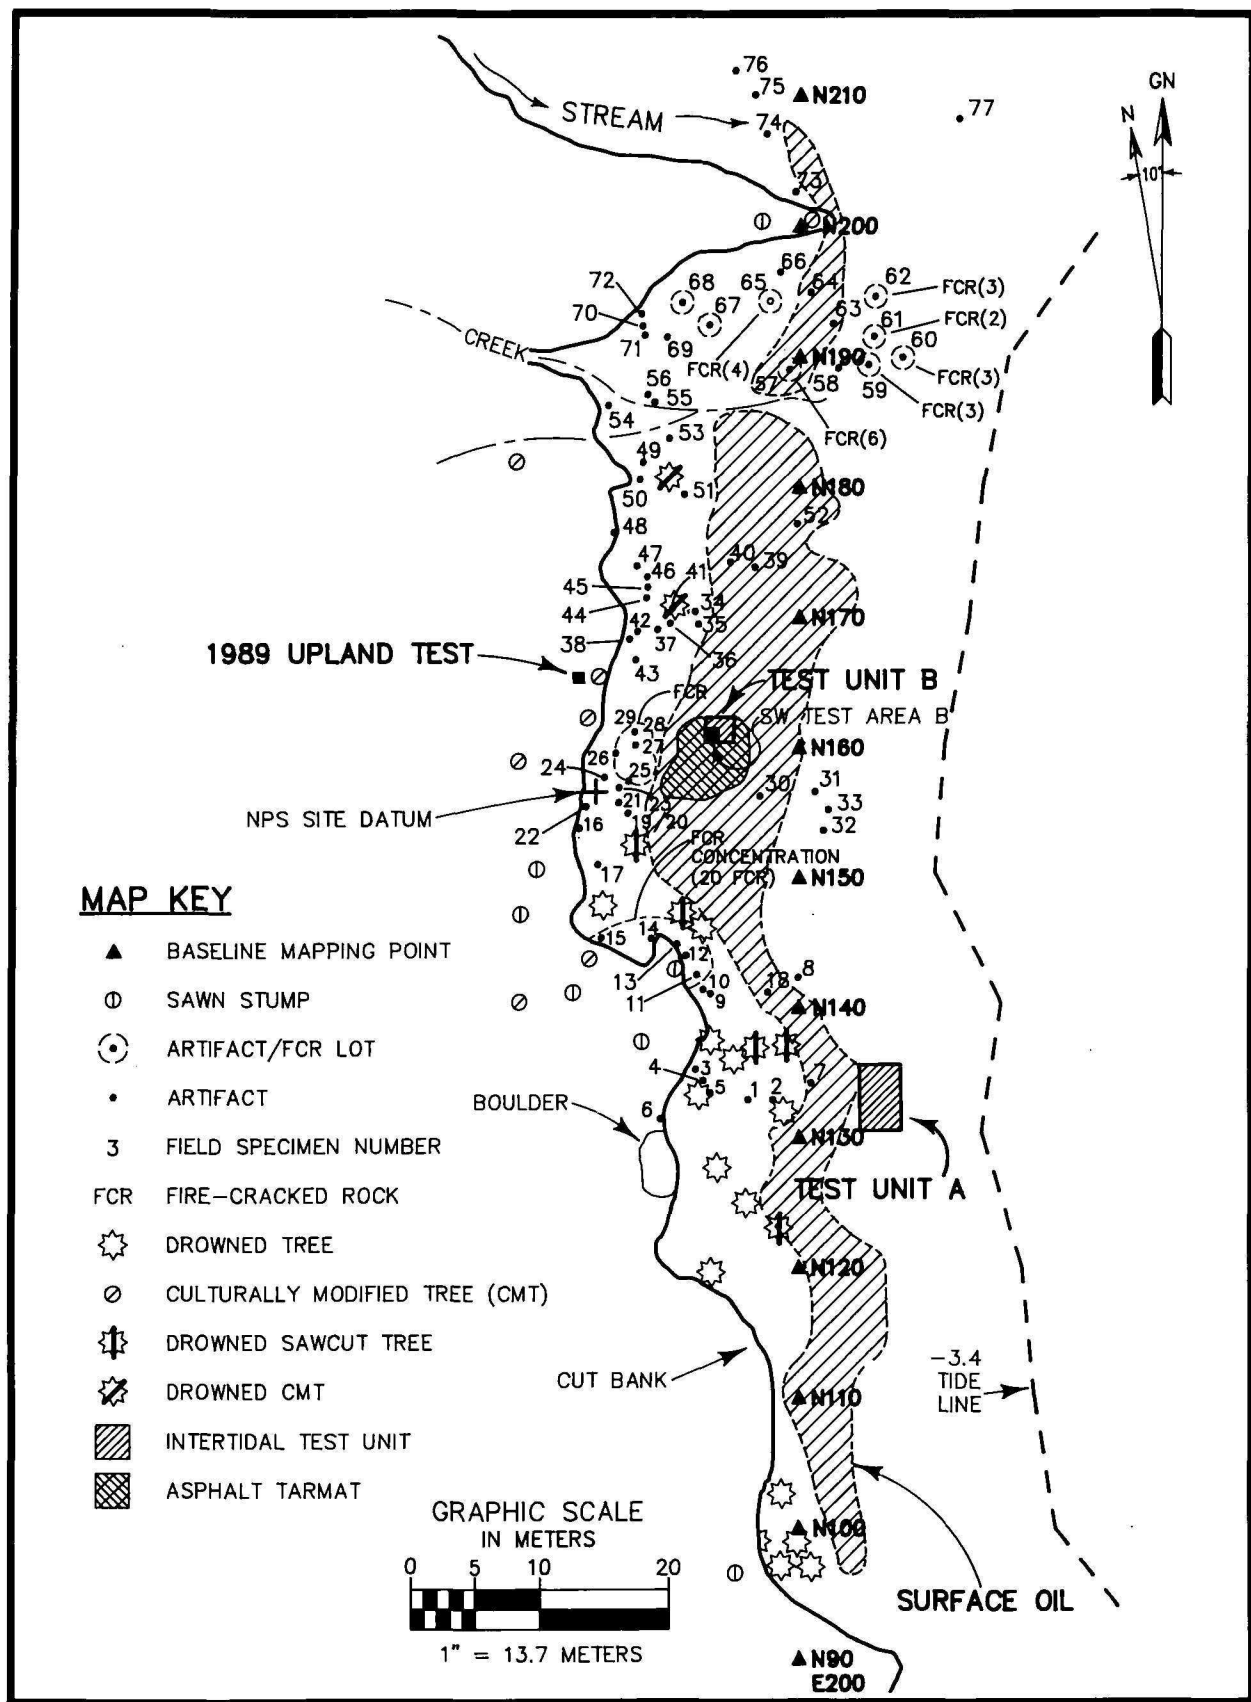 76
75
N210
GN
77
N
STREAM
74
10°
73
N200
66
72
68
65
64
62
FCR(3)
70
67
63
61
FCR(2)
CREEK
71
69
N190
60
FCR(4)
57
58
59
FCR(3)
56
55
FCR(3)
54
53
FCR(6)
49
50
51
N180
48
52
47
46
41
40
39
45
44
34
N170
42
35
38
37
36
1989 UPLAND TEST
43
TEST UNIT B
FCR
SW TEST AREA B
29
28
27
N160
26
24
25
31
30
NPS SITE DATUM
21
23
33
22
16
19
20
32
FCR
CONCENTRATION
(20 FCR)
17
N150
MAP KEY
15
14
BASELINE MAPPING POINT
12
13
8
SAWN STUMP
11
10
18
9
N140
ARTIFACT/FCR LOT
3
4
7
ARTIFACT
5
1
2
BOULDER
6
3
FIELD SPECIMEN NUMBER
N130
FCR
FIRE-CRACKED ROCK
TEST UNIT A
DROWNED TREE
N120
CULTURALLY MODIFIED TREE (CMT)
DROWNED SAWCUT TREE
-3.4
TIDE
LINE
CUT BANK
DROWNED CMT
N110
INTERTIDAL TEST UNIT
ASPHALT TARMAT
GRAPHIC SCALE
IN METERS
N100
0
5
10
20
SURFACE OIL
1" = 13.7 METERS
N90
E200